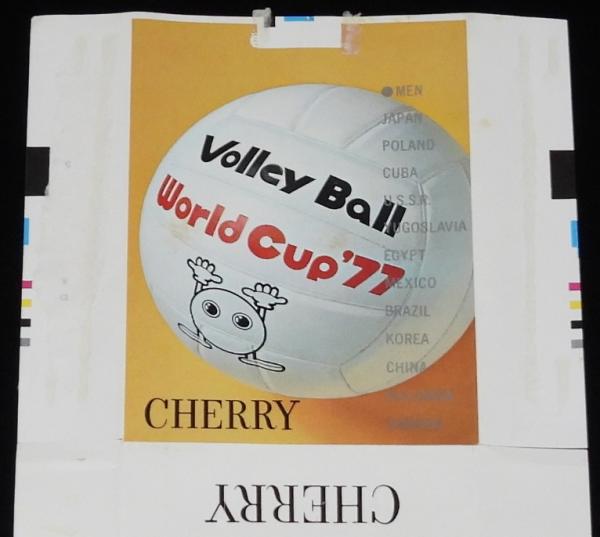 Volley Ball
World Cup '77
●MEN
JAPAN
POLAND
CUBA
U.S.S.R.
YUGOSLAVIA
EGYPT
MEXICO
BRAZIL
KOREA
CHINA
CHERRY
CHERRY